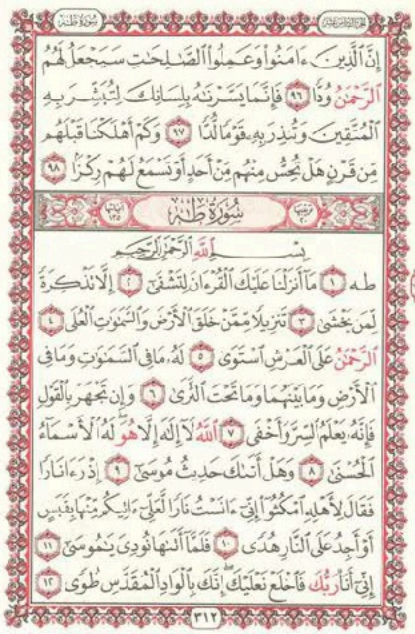 سُورَةُ طه
إِنَّ ٱلَّذِينَ ءَامَنُوا۟ وَعَمِلُوا۟ ٱلصَّـٰلِحَـٰتِ سَيَجْعَلُ لَهُمُ
ٱلرَّحْمَـٰنُ وُدًّا ٩٦ فَإِنَّمَا يَسَّرْنَـٰهُ بِلِسَانِكَ لِتُبَشِّرَ بِهِ
ٱلْمُتَّقِينَ وَتُنذِرَ بِهِۦ قَوْمًا لُّدًّا ٩٧ وَكَمْ أَهْلَكْنَا قَبْلَهُم
مِّن قَرْنٍ هَلْ تُحِسُّ مِنْهُم مِّنْ أَحَدٍ أَوْ تَسْمَعُ لَهُمْ رِكْزًۢا ٩٨
سُورَةُ طه
بِسْمِ ٱللَّهِ ٱلرَّحْمَـٰنِ ٱلرَّحِيمِ
طه ١ مَآ أَنزَلْنَا عَلَيْكَ ٱلْقُرْءَانَ لِتَشْقَىٰٓ ٢ إِلَّا تَذْكِرَةً
لِّمَن يَخْشَىٰ ٣ تَنزِيلًا مِّمَّنْ خَلَقَ ٱلْأَرْضَ وَٱلسَّمَـٰوَٰتِ ٱلْعُلَى ٤
ٱلرَّحْمَـٰنُ عَلَى ٱلْعَرْشِ ٱسْتَوَىٰ ٥ لَهُۥ مَا فِى ٱلسَّمَـٰوَٰتِ وَمَا فِى
ٱلْأَرْضِ وَمَا بَيْنَهُمَا وَمَا تَحْتَ ٱلثَّرَىٰ ٦ وَإِن تَجْهَرْ بِٱلْقَوْلِ
فَإِنَّهُۥ يَعْلَمُ ٱلسِّرَّ وَأَخْفَى ٧ ٱللَّهُ لَآ إِلَـٰهَ إِلَّا هُوَ ۖ لَهُ ٱلْأَسْمَآءُ
ٱلْحُسْنَىٰ ٨ وَهَلْ أَتَىٰكَ حَدِيثُ مُوسَىٰٓ ٩ إِذْ رَءَا نَارًا
فَقَالَ لِأَهْلِهِ ٱمْكُثُوٓا۟ إِنِّىٓ ءَانَسْتُ نَارًا لَّعَلِّىٓ ءَاتِيكُم مِّنْهَا بِقَبَسٍ
أَوْ أَجِدُ عَلَى ٱلنَّارِ هُدًى ١٠ فَلَمَّآ أَتَىٰهَا نُودِىَ يَـٰمُوسَىٰٓ ١١
إِنِّىٓ أَنَا۠ رَبُّكَ فَٱخْلَعْ نَعْلَيْكَ ۖ إِنَّكَ بِٱلْوَادِ ٱلْمُقَدَّسِ طُوًى ١٢
٣١٢